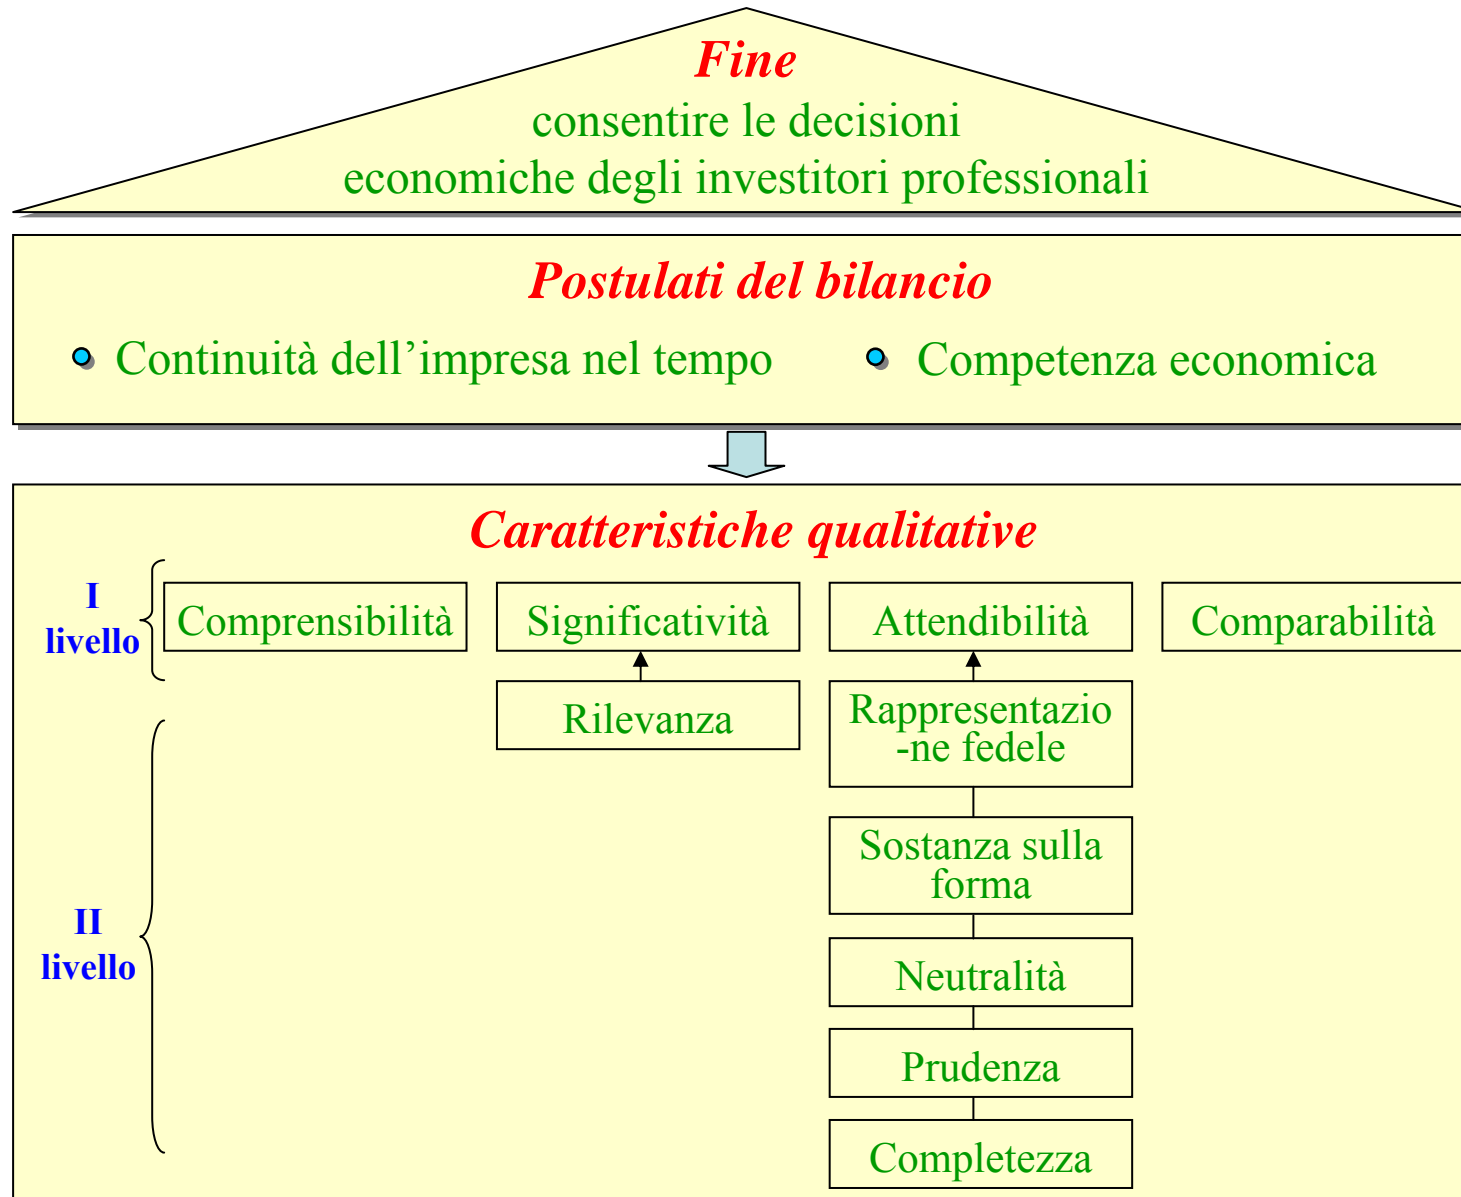 Fine
consentire le decisioni
economiche degli investitori professionali
Postulati del bilancio
Continuità dell’impresa nel tempo
Competenza economica
Caratteristiche qualitative
I
livello
Comprensibilità
Significatività
Attendibilità
Comparabilità
Rilevanza
Rappresentazio
-ne fedele
Sostanza sulla
forma
II
livello
Neutralità
Prudenza
Completezza